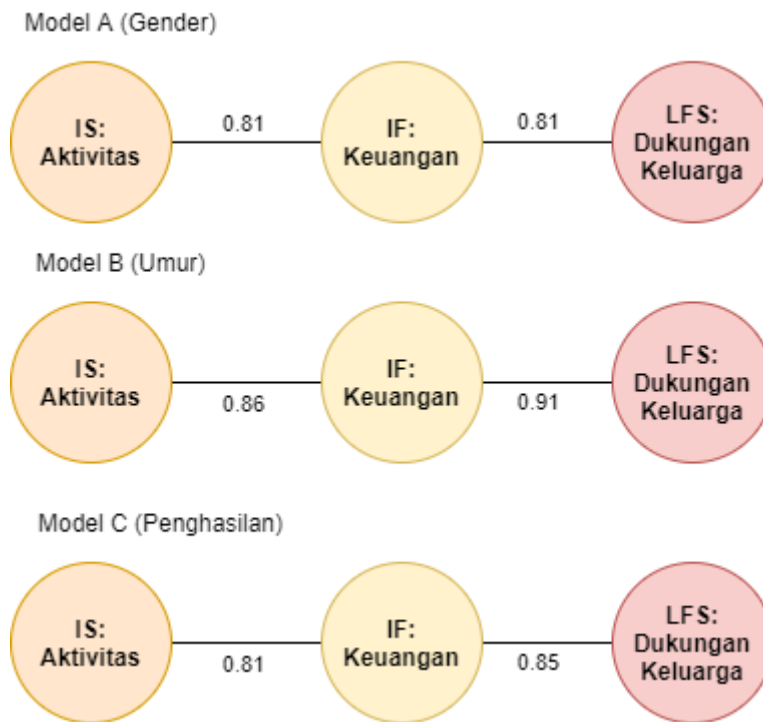 Model A (Gender)
IS:
Aktivitas
0.81
IF:
Keuangan
0.81
LFS:
Dukungan
Keluarga
Model B (Umur)
IS:
Aktivitas
0.86
IF:
Keuangan
0.91
LFS:
Dukungan
Keluarga
Model C (Penghasilan)
IS:
Aktivitas
0.81
IF:
Keuangan
0.85
LFS:
Dukungan
Keluarga